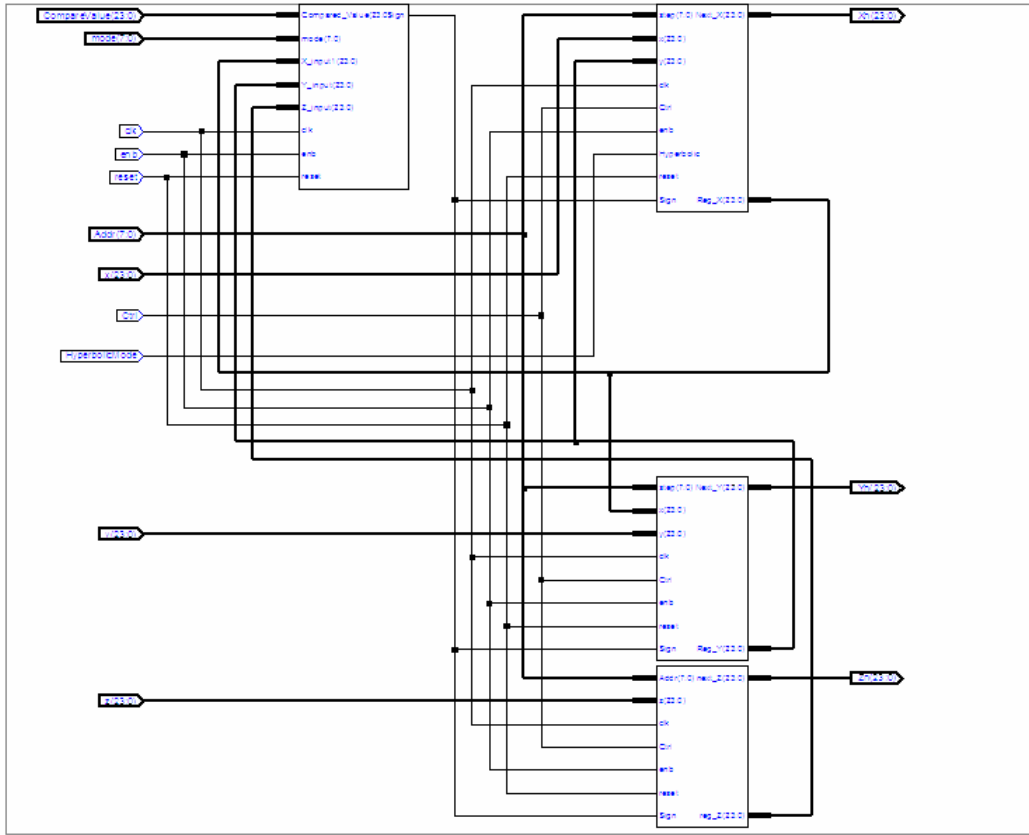 CompareValue(23:0)
mode(7:0)
clk
enb
reset
Addr(7:0)
x(23:0)
Ctrl
HyperbolicMode
y(23:0)
z(23:0)
Compared_Value(23:0) Sign
mode(7:0)
X_input(23:0)
Y_input(23:0)
Z_input(23:0)
clk
enb
reset
step(7:0) Next_X(23:0)
x(23:0)
y(23:0)
clk
Ctrl
enb
Hyperbolic
reset
Sign Reg_X(23:0)
step(7:0) Next_Y(23:0)
x(23:0)
y(23:0)
clk
Ctrl
enb
reset
Sign Reg_Y(23:0)
Addr(7:0) next_Z(23:0)
z(23:0)
clk
Ctrl
enb
reset
Sign reg_Z(23:0)
Xn(23:0)
Yn(23:0)
Zn(23:0)